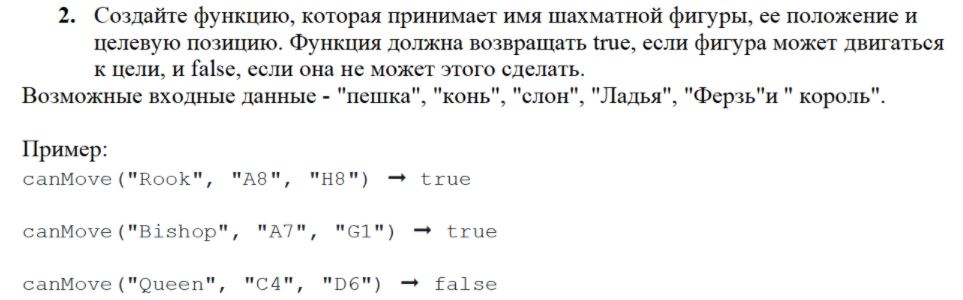 2. Создайте функцию, которая принимает имя шахматной фигуры, ее положение и
целевую позицию. Функция должна возвращать true, если фигура может двигаться
к цели, и false, если она не может этого сделать.
Возможные входные данные - "пешка", "конь", "слон", "Ладья", "Ферзь"и " король".
Пример:
canMove("Rook", "A8", "H8") ➞ true
canMove("Bishop", "A7", "G1") ➞ true
canMove("Queen", "C4", "D6") ➞ false